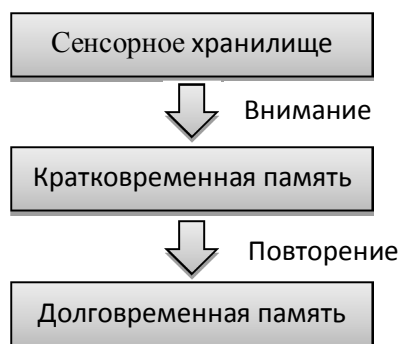 Сенсорное хранилище
Внимание
Кратковременная память
Повторение
Долговременная память